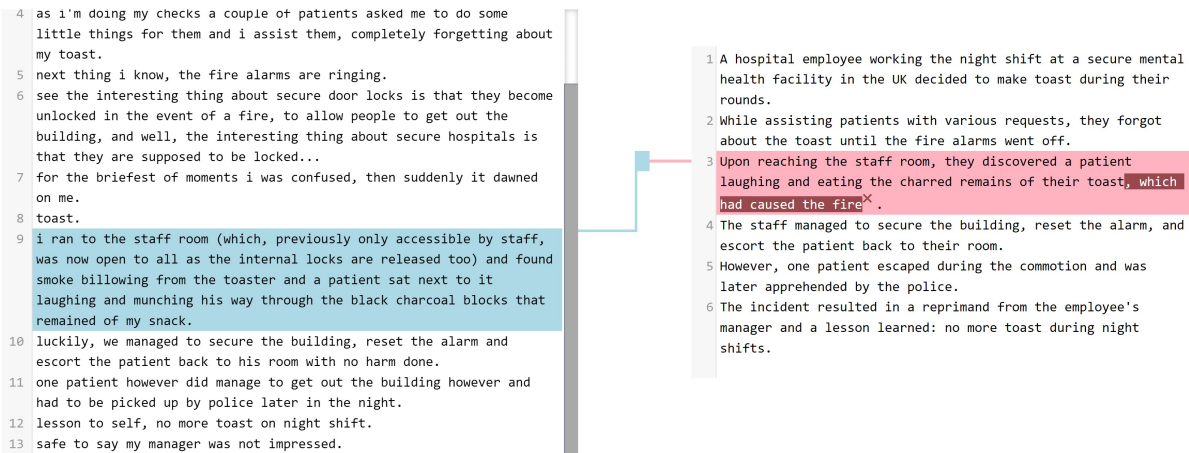 4 as i'm doing my checks a couple of patients asked me to do some
little things for them and i assist them, completely forgetting about
my toast.
5 next thing i know, the fire alarms are ringing.
6 see the interesting thing about secure door locks is that they become
unlocked in the event of a fire, to allow people to get out the
building, and well, the interesting thing about secure hospitals is
that they are supposed to be locked...
7 for the briefest of moments i was confused, then suddenly it dawned
on me.
8 toast.
9 i ran to the staff room (which, previously only accessible by staff,
was now open to all as the internal locks are released too) and found
smoke billowing from the toaster and a patient sat next to it
laughing and munching his way through the black charcoal blocks that
remained of my snack.
10 luckily, we managed to secure the building, reset the alarm and
escort the patient back to his room with no harm done.
11 one patient however did manage to get out the building however and
had to be picked up by police later in the night.
12 lesson to self, no more toast on night shift.
13 safe to say my manager was not impressed.
1 A hospital employee working the night shift at a secure mental
health facility in the UK decided to make toast during their
rounds.
2 While assisting patients with various requests, they forgot
about the toast until the fire alarms went off.
3 Upon reaching the staff room, they discovered a patient
laughing and eating the charred remains of their toast, which
had caused the fire× .
4 The staff managed to secure the building, reset the alarm, and
escort the patient back to their room.
5 However, one patient escaped during the commotion and was
later apprehended by the police.
6 The incident resulted in a reprimand from the employee's
manager and a lesson learned: no more toast during night
shifts.